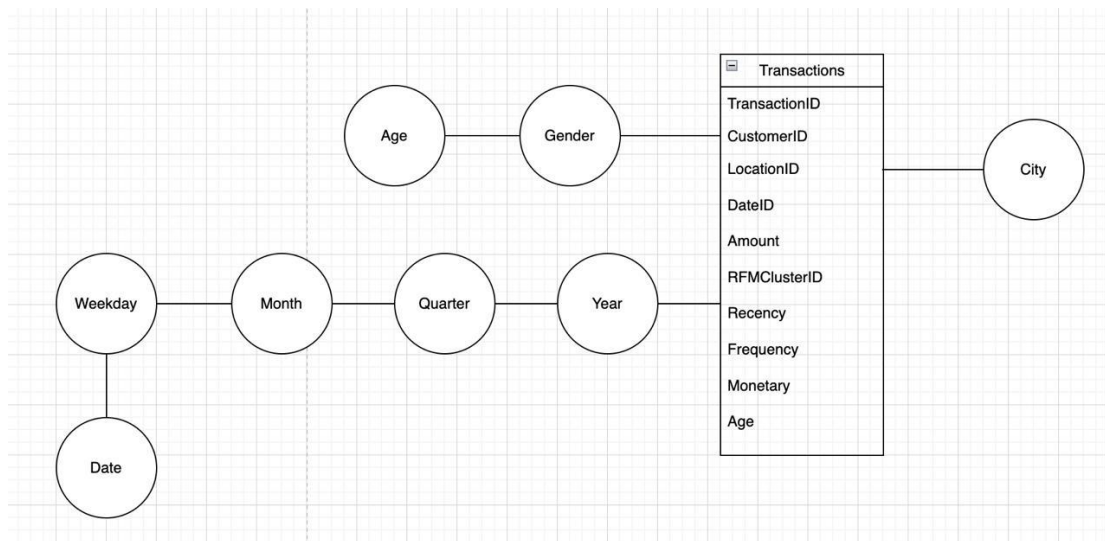 Transactions
TransactionID
CustomerID
LocationID
DateID
Amount
RFMClusterID
Recency
Frequency
Monetary
Age
Age
Gender
City
Weekday
Month
Quarter
Year
Date